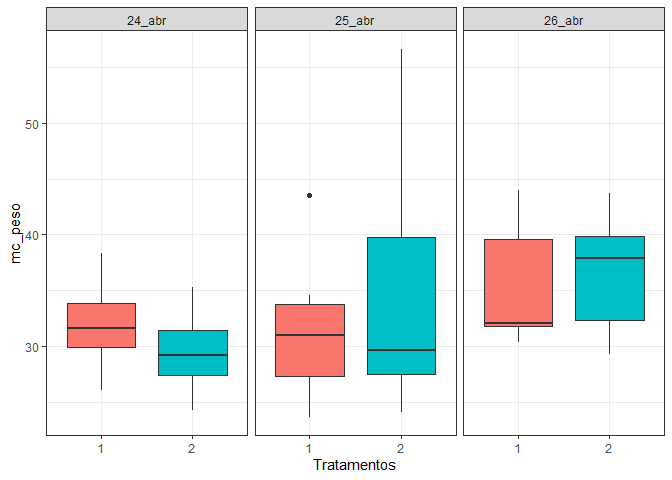 24_abr 25_abr 26_abr
mc_peso
50
40
30
1 2 1 2 1 2
Tratamentos